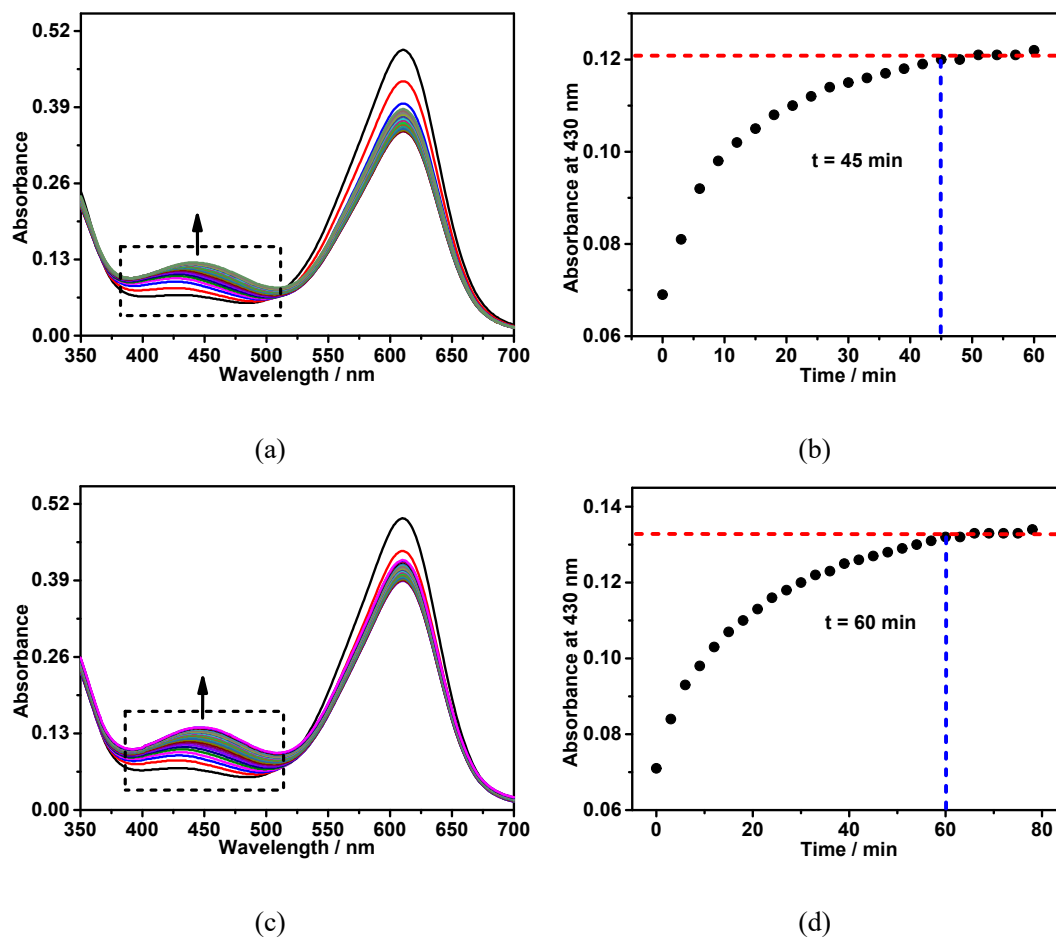 0.52
0.39
0.26
0.13
0.00
Absorbance
350 400 450 500 550 600 650 700
Wavelength / nm
(a)
0.12
0.10
0.08
0.06
Absorbance at 430 nm
t = 45 min
0 10 20 30 40 50 60
Time / min
(b)
0.52
0.39
0.26
0.13
0.00
Absorbance
350 400 450 500 550 600 650 700
Wavelength / nm
(c)
0.14
0.12
0.10
0.08
0.06
Absorbance at 430 nm
t = 60 min
0 20 40 60 80
Time / min
(d)